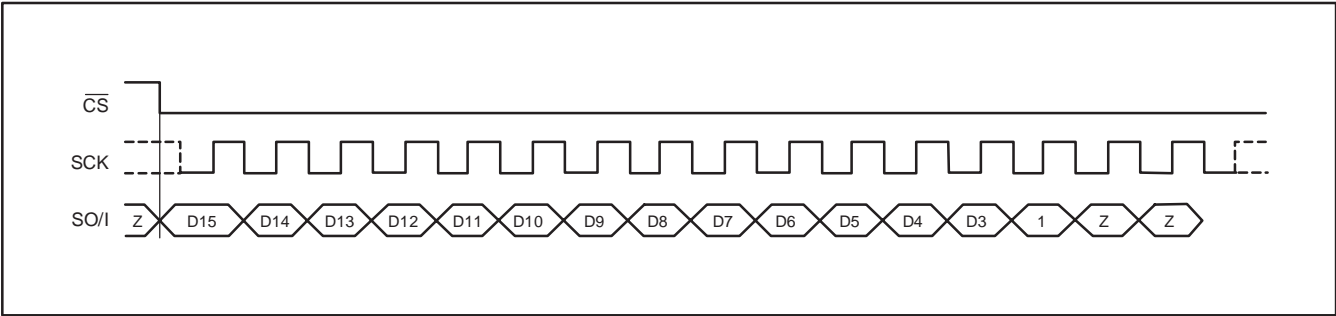 CS
SCK
SO/I Z D15 D14 D13 D12 D11 D10 D9 D8 D7 D6 D5 D4 D3 1 Z Z